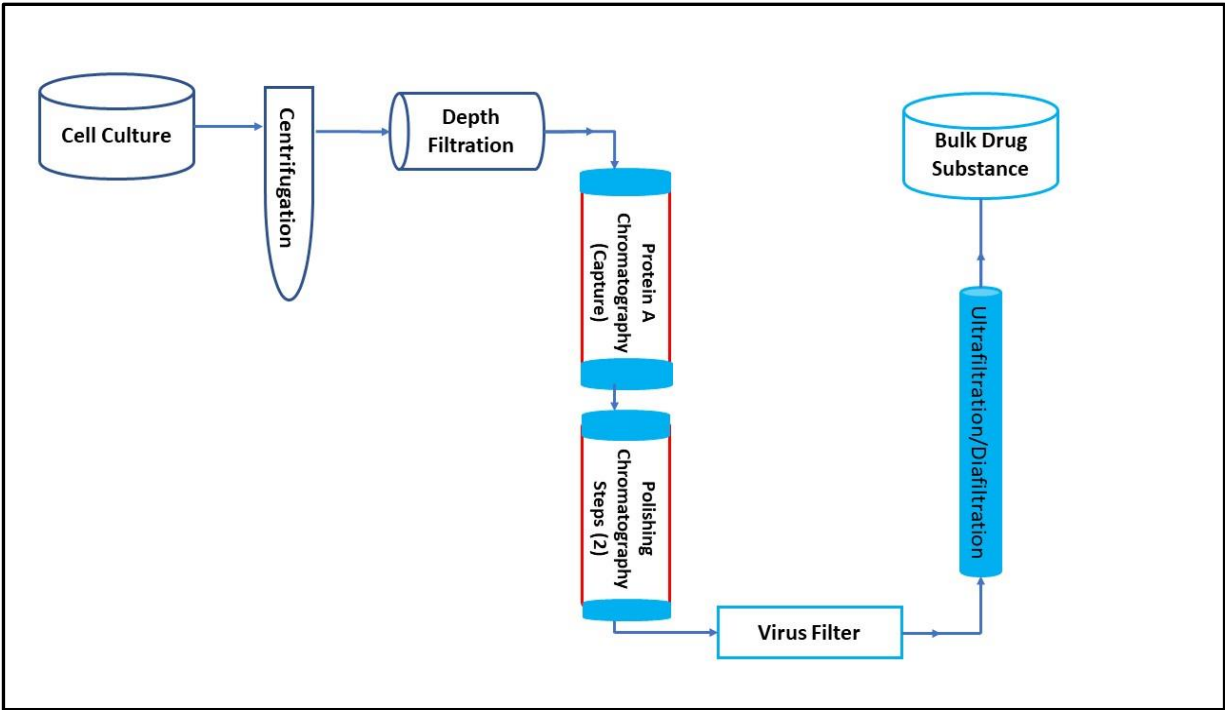 Cell Culture
Centrifugation
Depth
Filtration
Protein A
Chromatography
(Capture)
Polishing
Chromatography
Steps (2)
Virus Filter
Ultrafiltration/Diafiltration
Bulk Drug
Substance